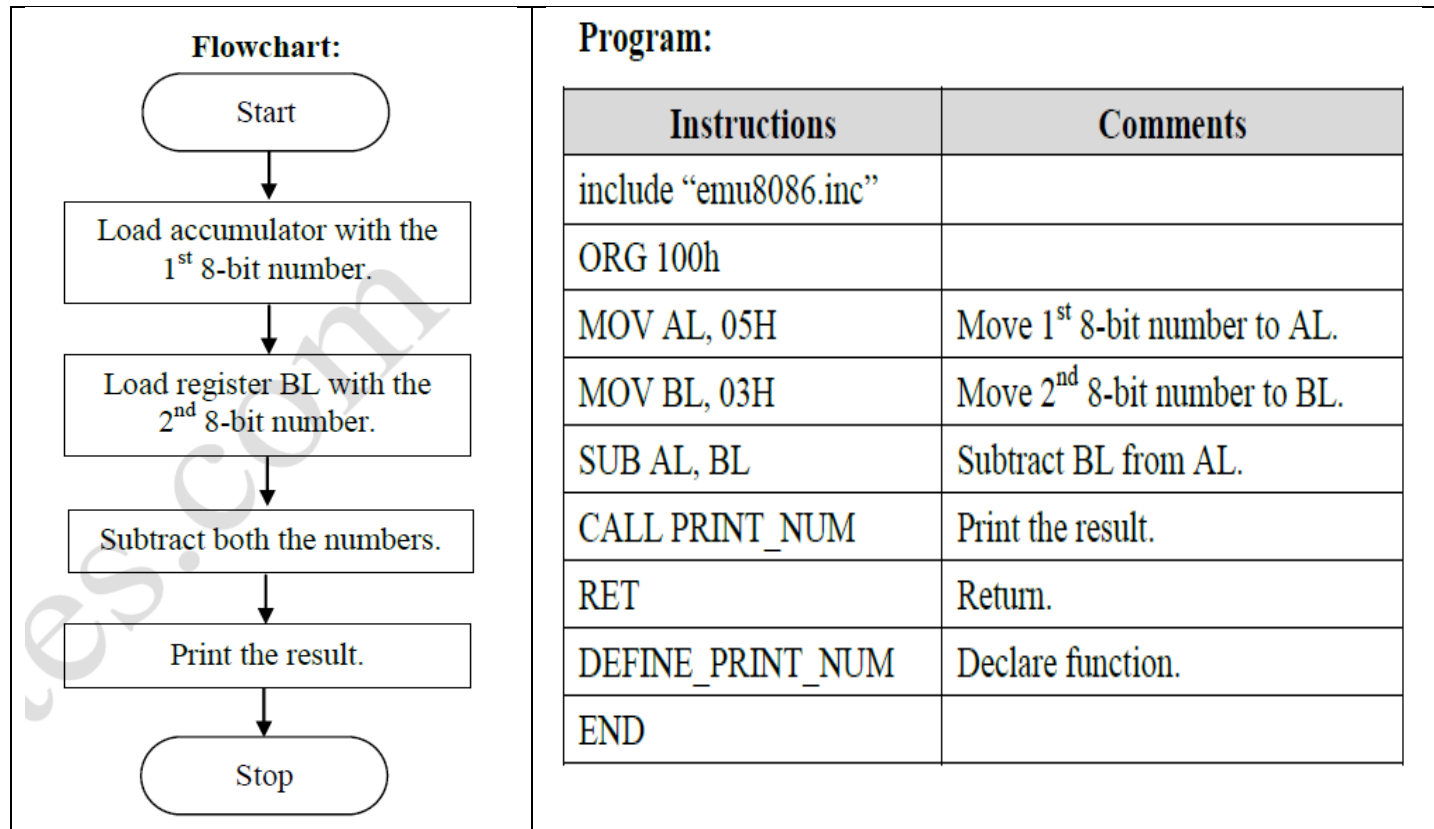 Flowchart:
Start
Load accumulator with the
1st 8-bit number.
Load register BL with the
2nd 8-bit number.
Subtract both the numbers.
Print the result.
Stop
es.com
Program:
Instructions Comments
include “emu8086.inc”
ORG 100h
MOV AL, 05H Move 1st 8-bit number to AL.
MOV BL, 03H Move 2nd 8-bit number to BL.
SUB AL, BL Subtract BL from AL.
CALL PRINT_NUM Print the result.
RET Return.
DEFINE_PRINT_NUM Declare function.
END